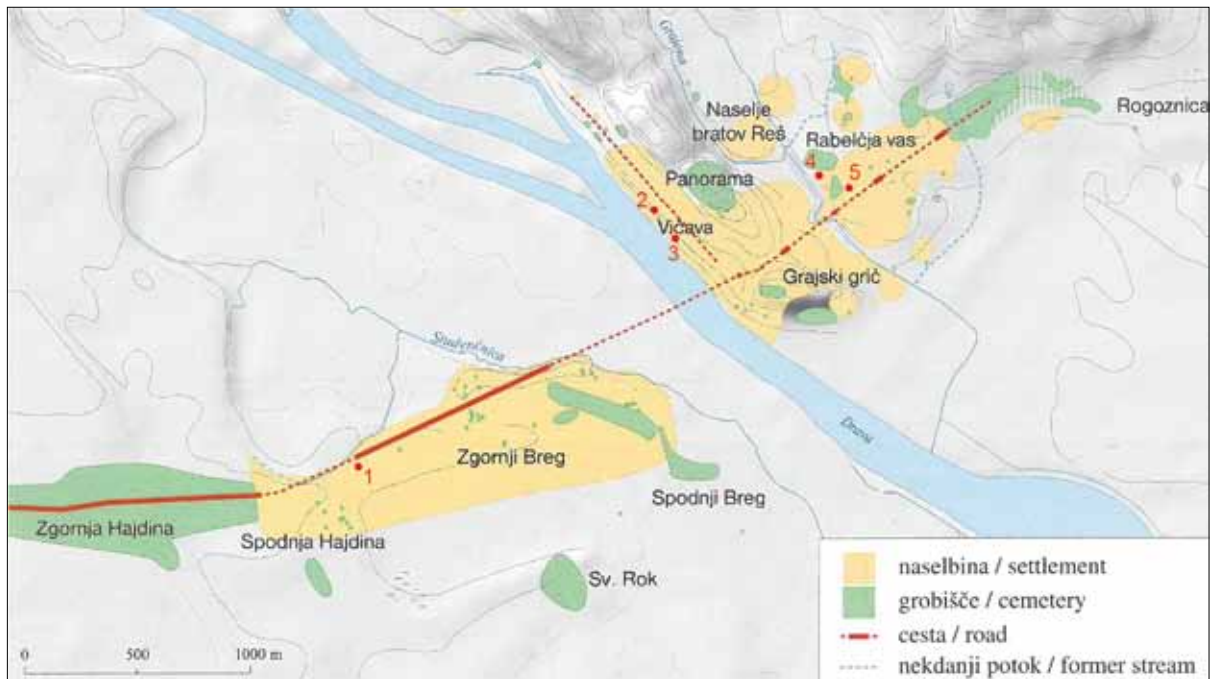 Grajena
Naselje
bratov Reš
Rabelčja vas
Rogoznica
4
5
Panorama
2
Vičava
3
Grajski grič
Studenčnica
Drava
Zgornji Breg
1
Spodnji Breg
Zgornja Hajdina
Spodnja Hajdina
Sv. Rok
naselbina / settlement
grobišče / cemetery
cesta / road
nekdanji potok / former stream
0 500 1000 m